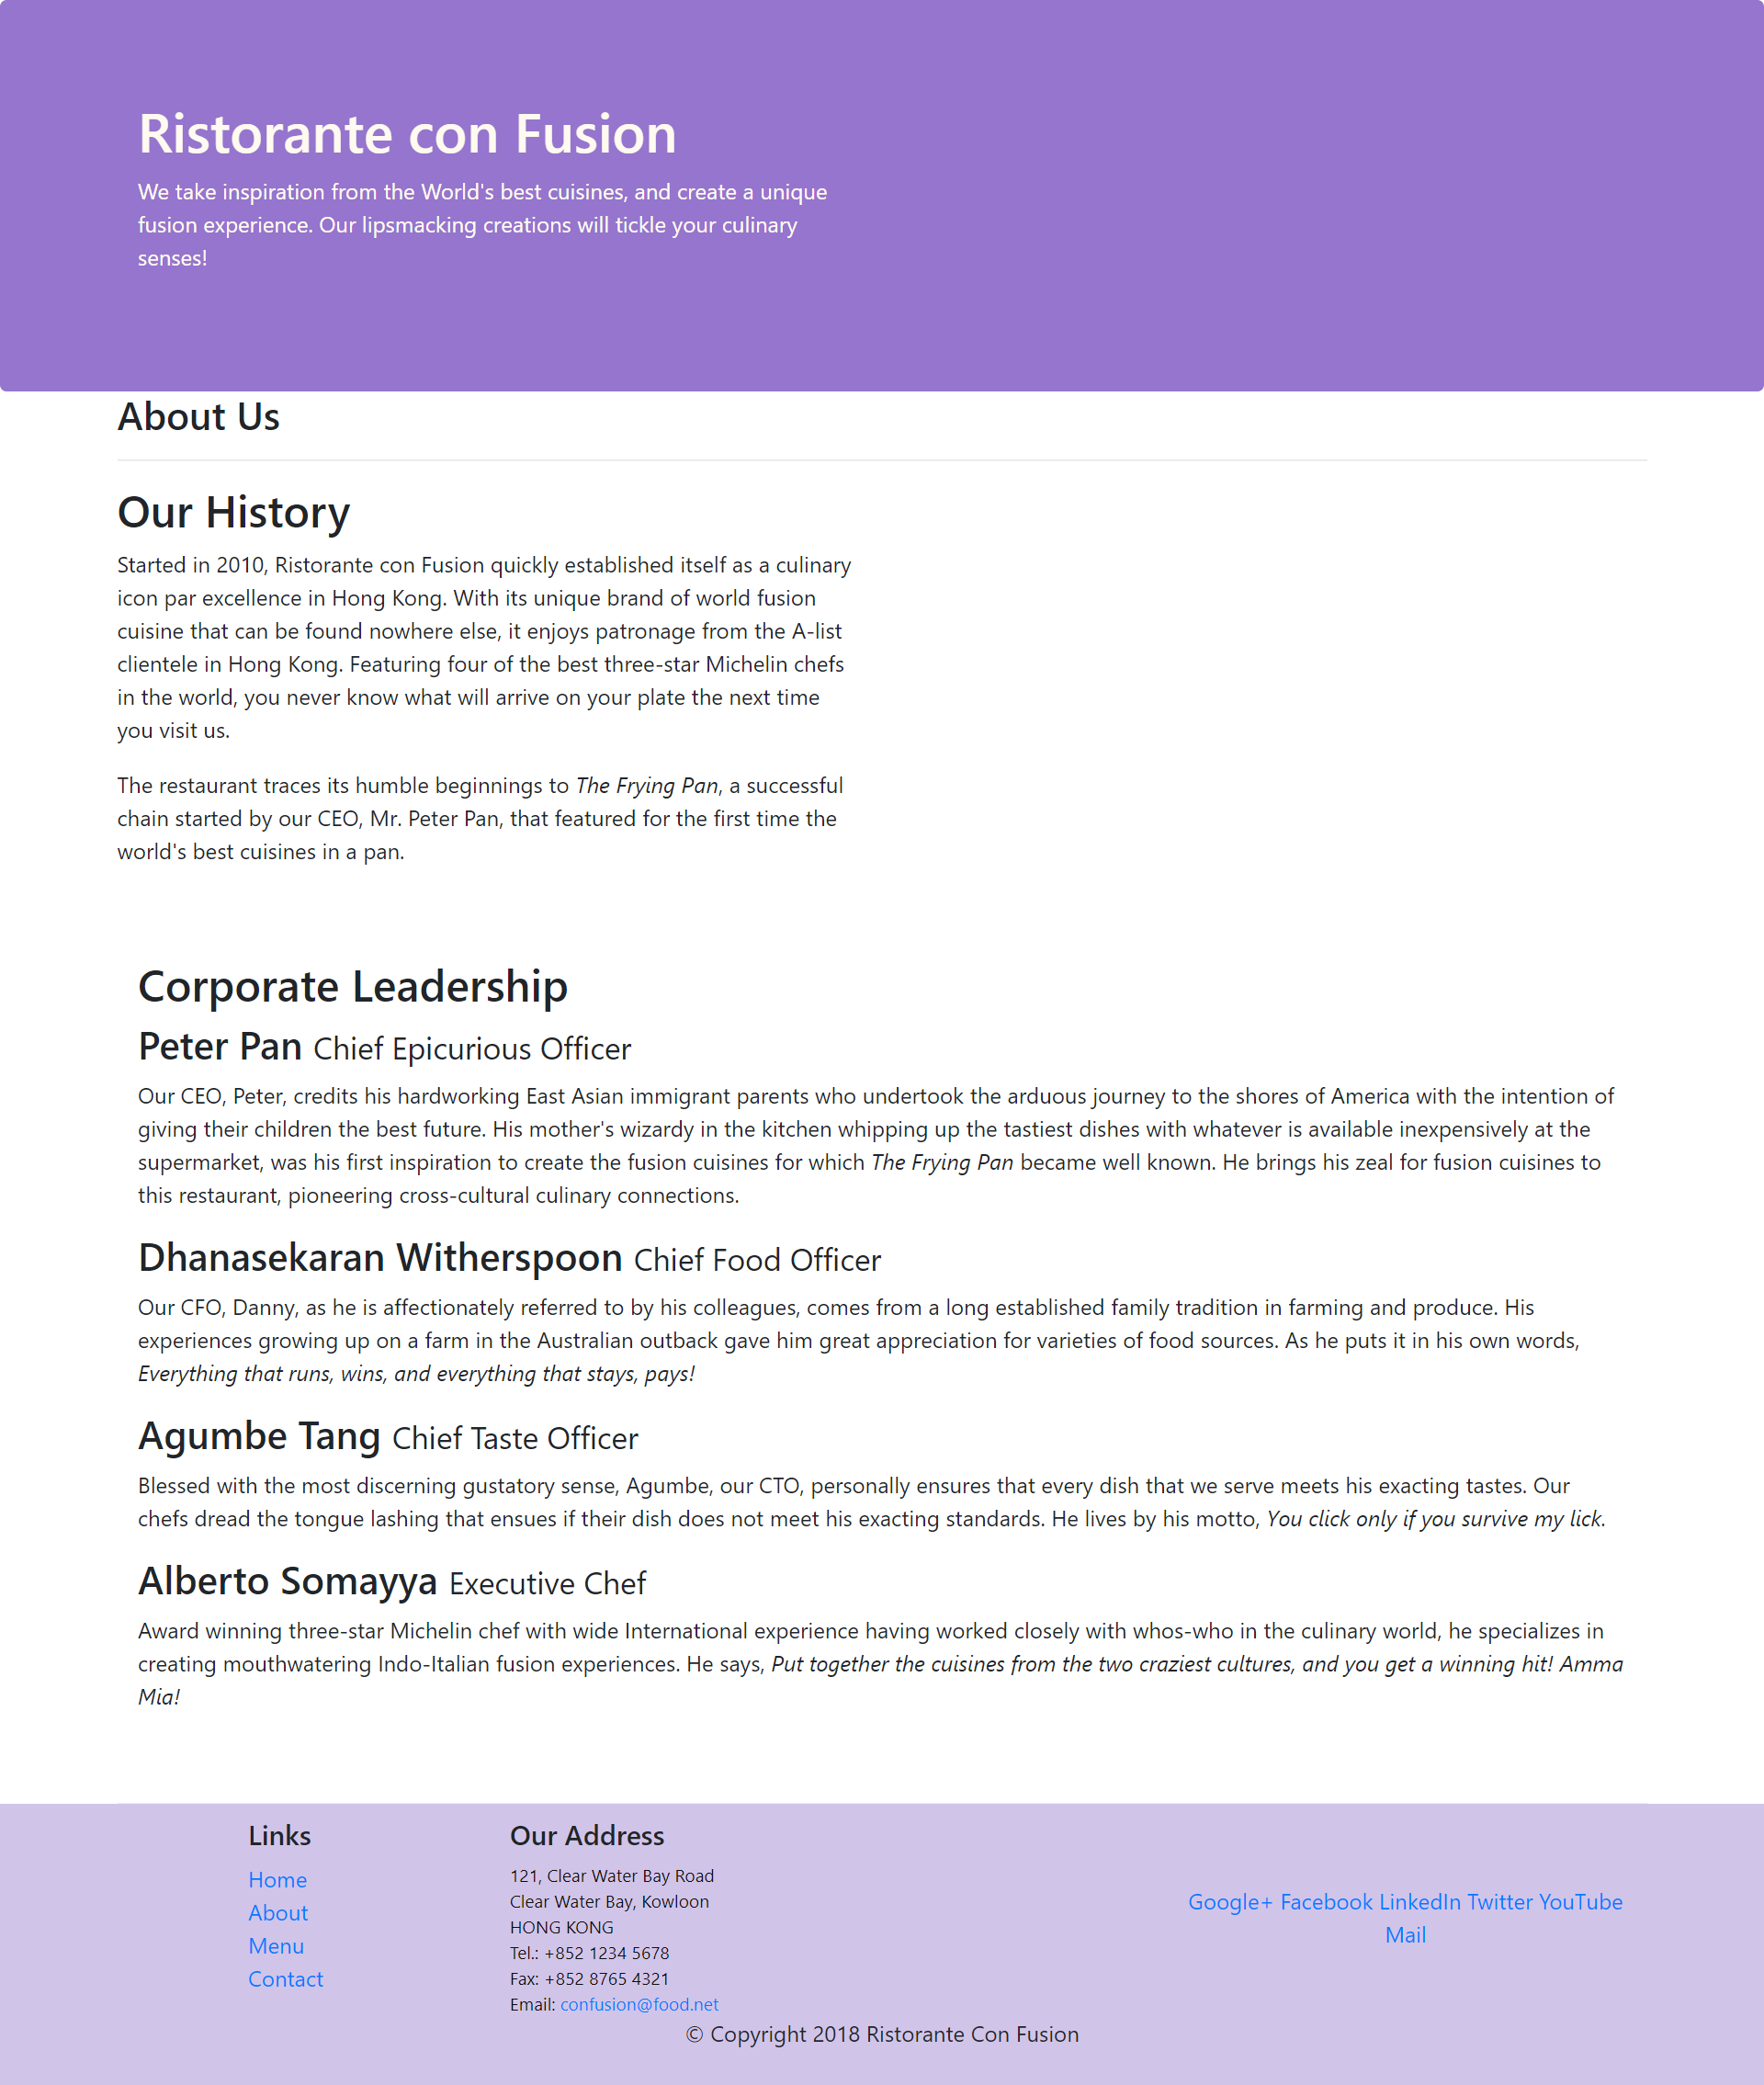 Ristorante con Fusion
We take inspiration from the World's best cuisines, and create a unique
fusion experience. Our lipsmacking creations will tickle your culinary
senses!
About Us
Our History
Started in 2010, Ristorante con Fusion quickly established itself as a culinary
icon par excellence in Hong Kong. With its unique brand of world fusion
cuisine that can be found nowhere else, it enjoys patronage from the A-list
clientele in Hong Kong. Featuring four of the best three-star Michelin chefs
in the world, you never know what will arrive on your plate the next time
you visit us.
The restaurant traces its humble beginnings to The Frying Pan, a successful
chain started by our CEO, Mr. Peter Pan, that featured for the first time the
world's best cuisines in a pan.
Corporate Leadership
Peter Pan Chief Epicurious Officer
Our CEO, Peter, credits his hardworking East Asian immigrant parents who undertook the arduous journey to the shores of America with the intention of
giving their children the best future. His mother's wizardy in the kitchen whipping up the tastiest dishes with whatever is available inexpensively at the
supermarket, was his first inspiration to create the fusion cuisines for which The Frying Pan became well known. He brings his zeal for fusion cuisines to
this restaurant, pioneering cross-cultural culinary connections.
Dhanasekaran Witherspoon Chief Food Officer
Our CFO, Danny, as he is affectionately referred to by his colleagues, comes from a long established family tradition in farming and produce. His
experiences growing up on a farm in the Australian outback gave him great appreciation for varieties of food sources. As he puts it in his own words,
Everything that runs, wins, and everything that stays, pays!
Agumbe Tang Chief Taste Officer
Blessed with the most discerning gustatory sense, Agumbe, our CTO, personally ensures that every dish that we serve meets his exacting tastes. Our
chefs dread the tongue lashing that ensues if their dish does not meet his exacting standards. He lives by his motto, You click only if you survive my lick.
Alberto Somayya Executive Chef
Award winning three-star Michelin chef with wide International experience having worked closely with whos-who in the culinary world, he specializes in
creating mouthwatering Indo-Italian fusion experiences. He says, Put together the cuisines from the two craziest cultures, and you get a winning hit! Amma
Mia!
Links
Home
About
Menu
Contact
Our Address
121, Clear Water Bay Road
Clear Water Bay, Kowloon
HONG KONG
Tel.: +852 1234 5678
Fax: +852 8765 4321
Email: confusion@food.net
Google+ Facebook LinkedIn Twitter YouTube
Mail
© Copyright 2018 Ristorante Con Fusion